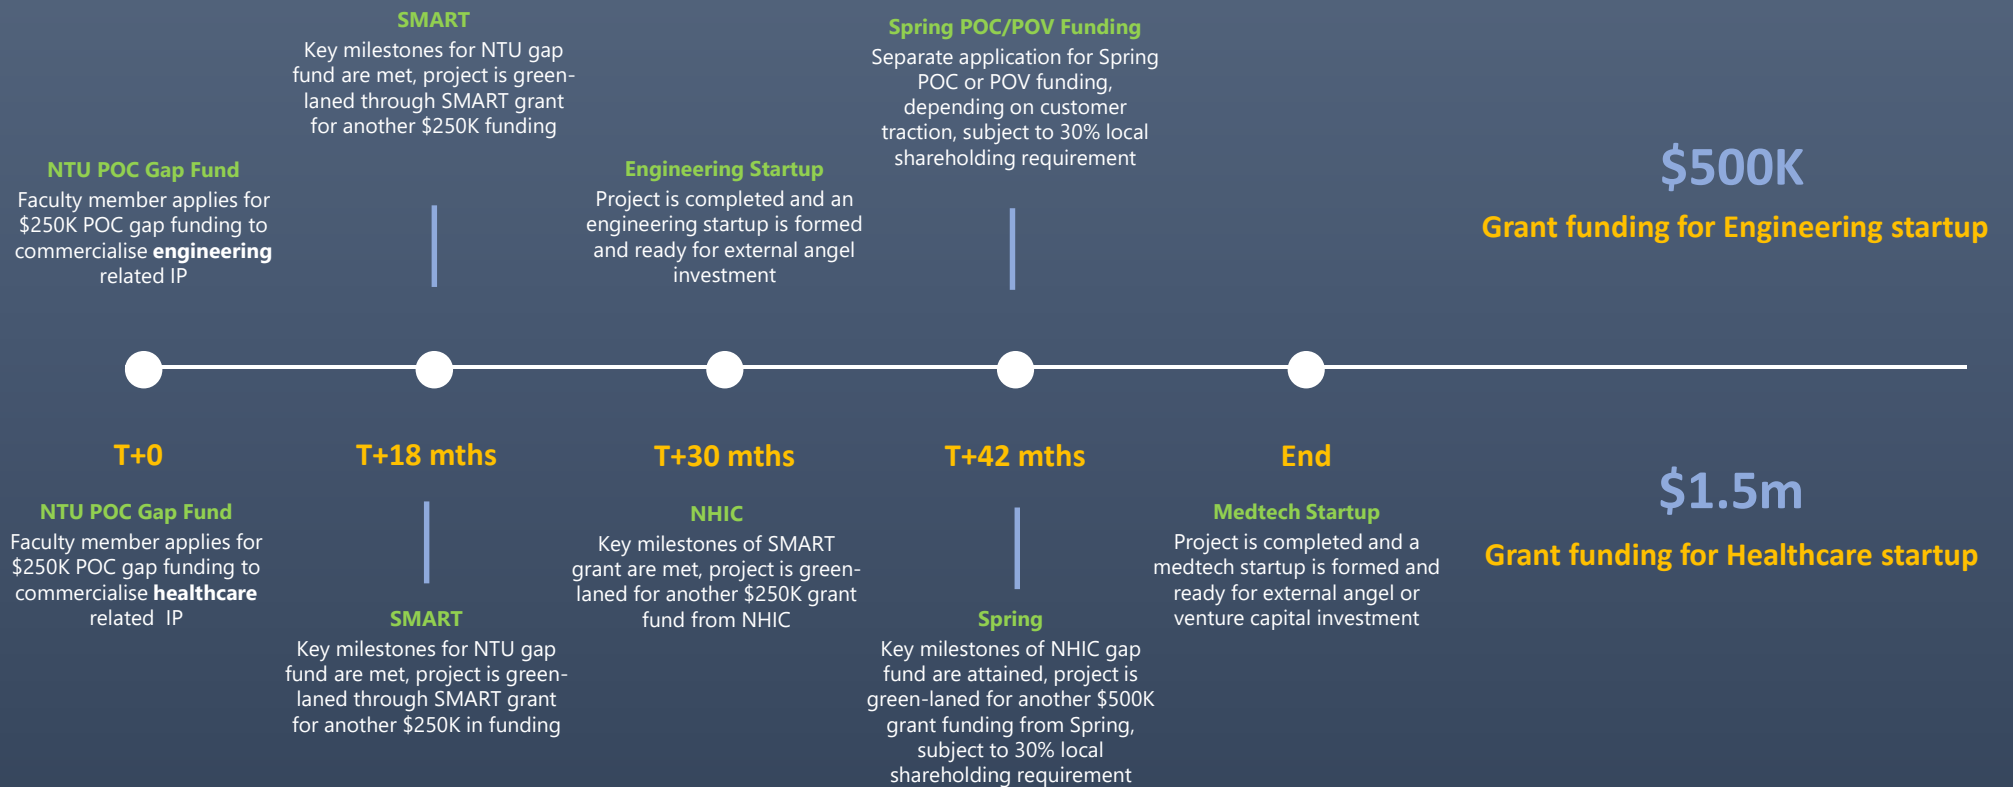 SMART
Key milestones for NTU gap
fund are met, project is green-
laned through SMART grant
for another $250K funding
Spring POC/POV Funding
Separate application for Spring
POC or POV funding,
depending on customer
traction, subject to 30% local
shareholding requirement
NTU POC Gap Fund
Faculty member applies for
$250K POC gap funding to
commercialise engineering
related IP
Engineering Startup
Project is completed and an
engineering startup is formed
and ready for external angel
investment
$500K
Grant funding for Engineering startup
T+0
T+18 mths
T+30 mths
T+42 mths
End
NTU POC Gap Fund
Faculty member applies for
$250K POC gap funding to
commercialise healthcare
related  IP
SMART
Key milestones for NTU gap
fund are met, project is green-
laned through SMART grant
for another $250K in funding
NHIC
Key milestones of SMART
grant are met, project is green-
laned for another $250K grant
fund from NHIC
Spring
Key milestones of NHIC gap
fund are attained, project is
green-laned for another $500K
grant funding from Spring,
subject to 30% local
shareholding requirement
Medtech Startup
Project is completed and a
medtech startup is formed and
ready for external angel or
venture capital investment
$1.5m
Grant funding for Healthcare startup